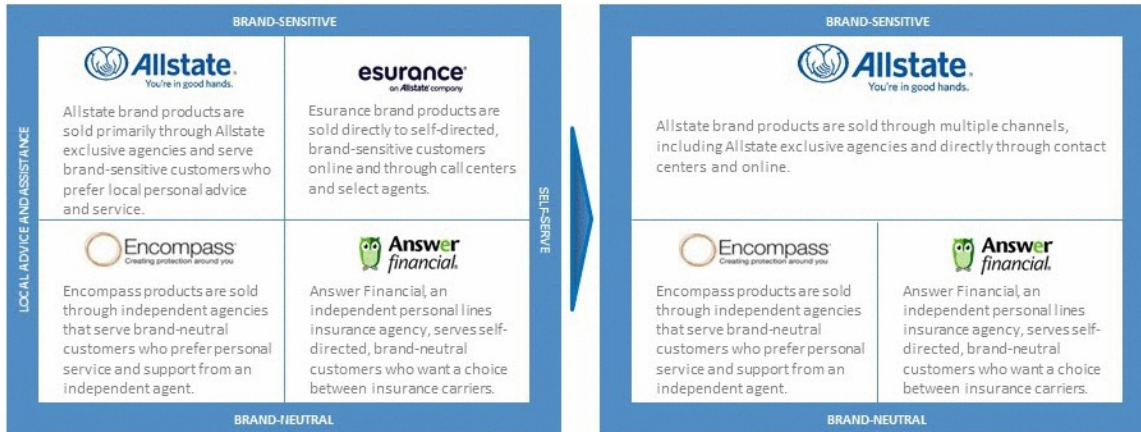 BRAND-SENSITIVE
LOCAL ADVICE AND ASSISTANCE
Allstate®
You're in good hands.
Allstate brand products are
sold primarily through Allstate
exclusive agencies and serve
brand-sensitive customers who
prefer local personal advice
and service.
esurance®
an Allstate company
Esurance brand products are
sold directly to self-directed,
brand-sensitive customers
online and through call centers
and select agents.
SELF-SERVE
Encompass
Creating protection around you
Encompass products are sold
through independent agencies
that serve brand-neutral
customers who prefer personal
service and support from an
independent agent.
Answer
financial®
Answer Financial, an
independent personal lines
insurance agency, serves self-
directed, brand-neutral
customers who want a choice
between insurance carriers.
BRAND-NEUTRAL
BRAND-SENSITIVE
Allstate®
You're in good hands.
Allstate brand products are sold through multiple channels,
including Allstate exclusive agencies and directly through contact
centers and online.
Encompass
Creating protection around you
Encompass products are sold
through independent agencies
that serve brand-neutral
customers who prefer personal
service and support from an
independent agent.
Answer
financial®
Answer Financial, an
independent personal lines
insurance agency, serves self-
directed, brand-neutral
customers who want a choice
between insurance carriers.
BRAND-NEUTRAL